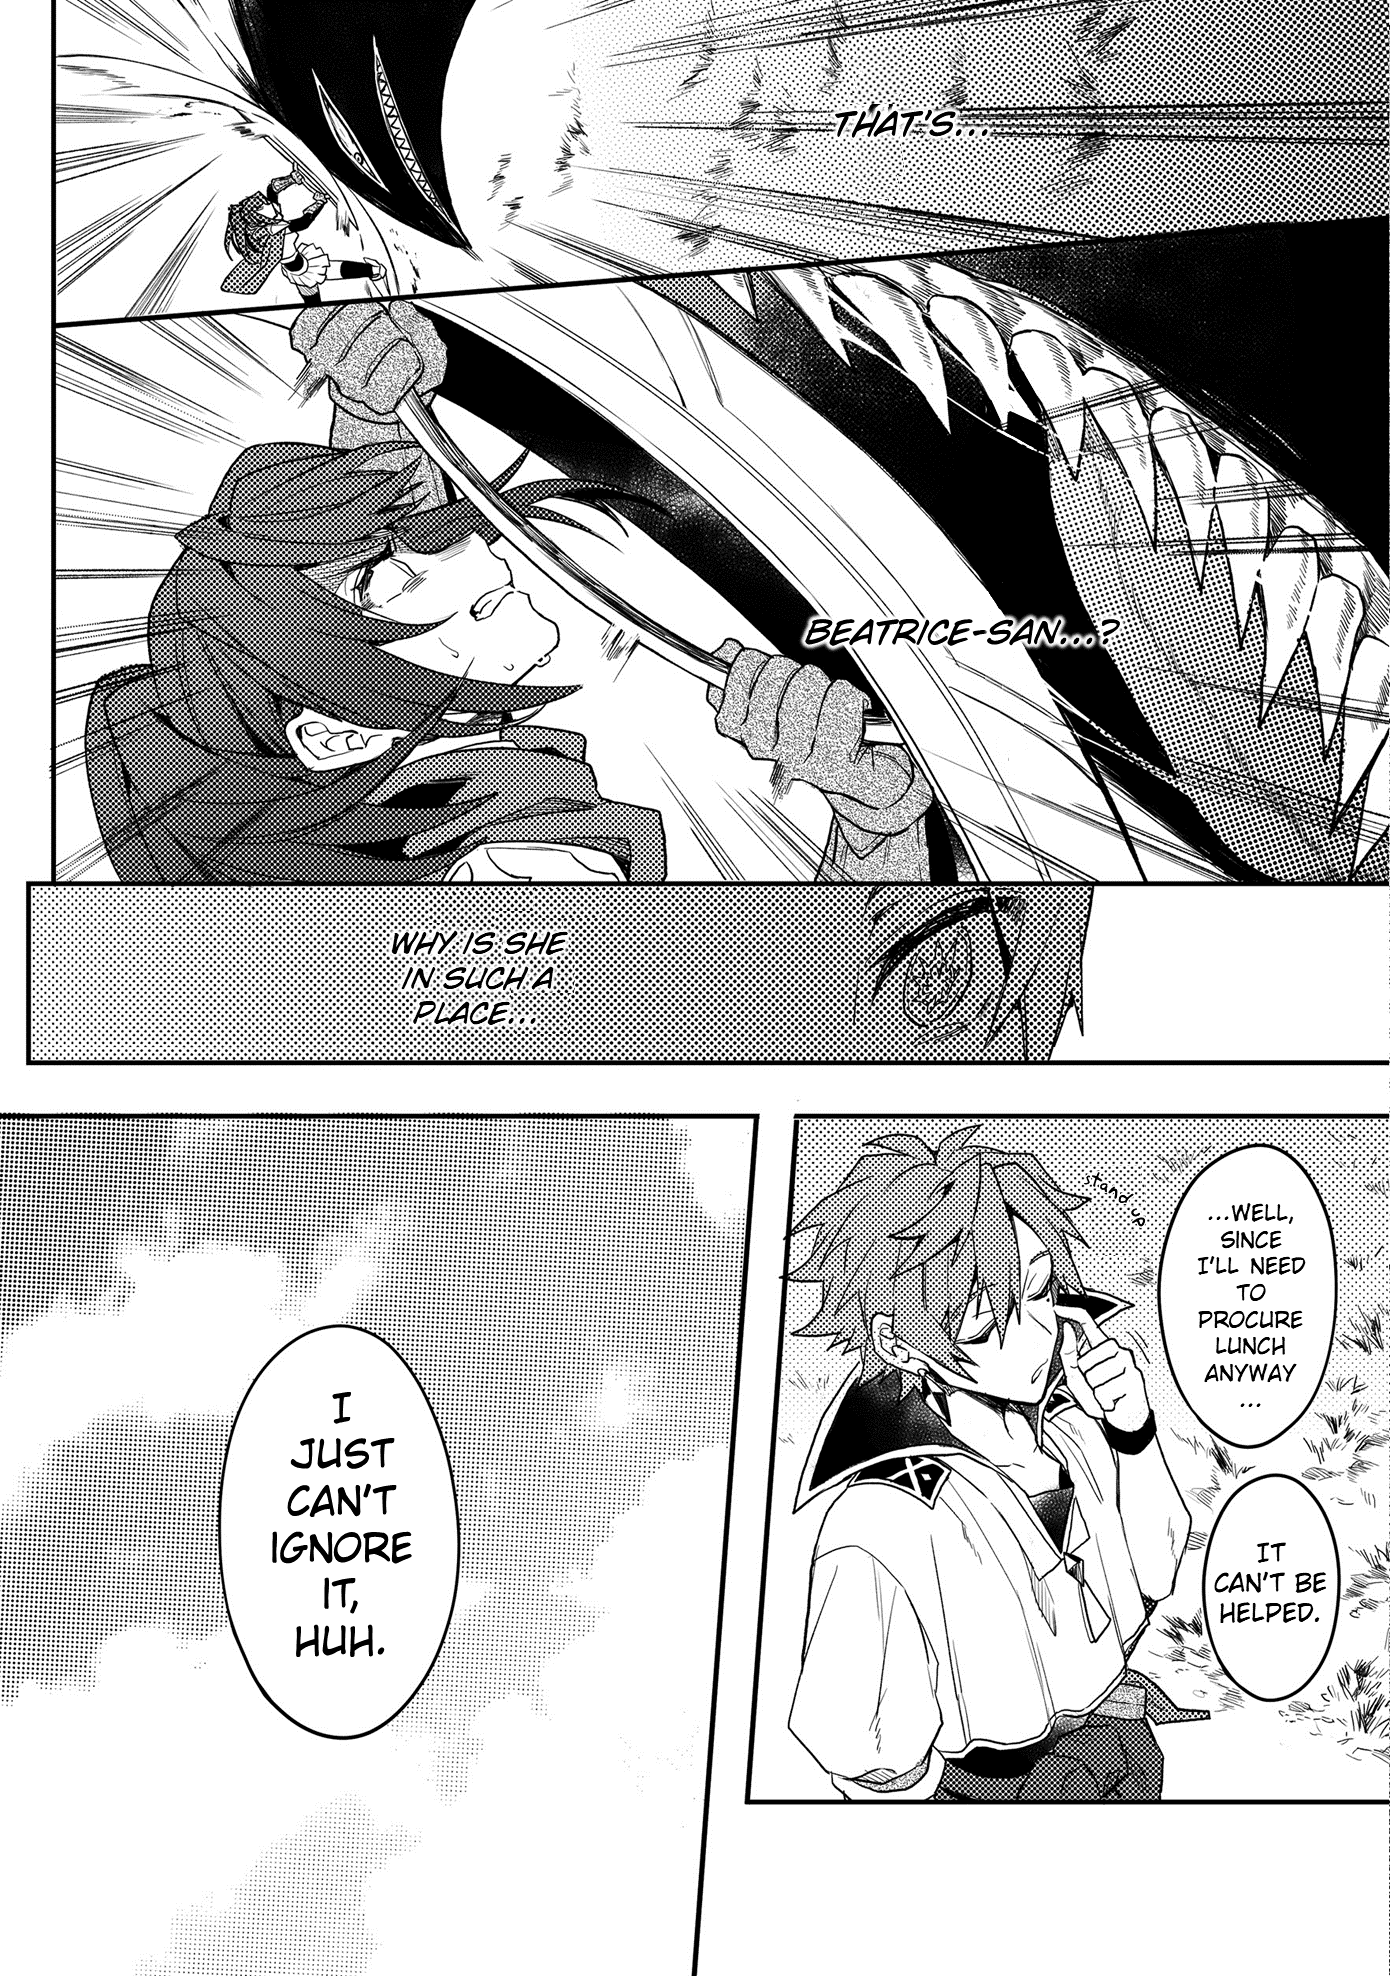 THAT'S...
BEATRICE-SAN...?
WHY IS SHE
IN SUCH A
PLACE...
...WELL,
SINCE
I'LL NEED
TO
PROCURE
LUNCH
ANYWAY
...
stand up
IT
CAN'T BE
HELPED.
I
JUST
CAN'T
IGNORE
IT,
HUH.